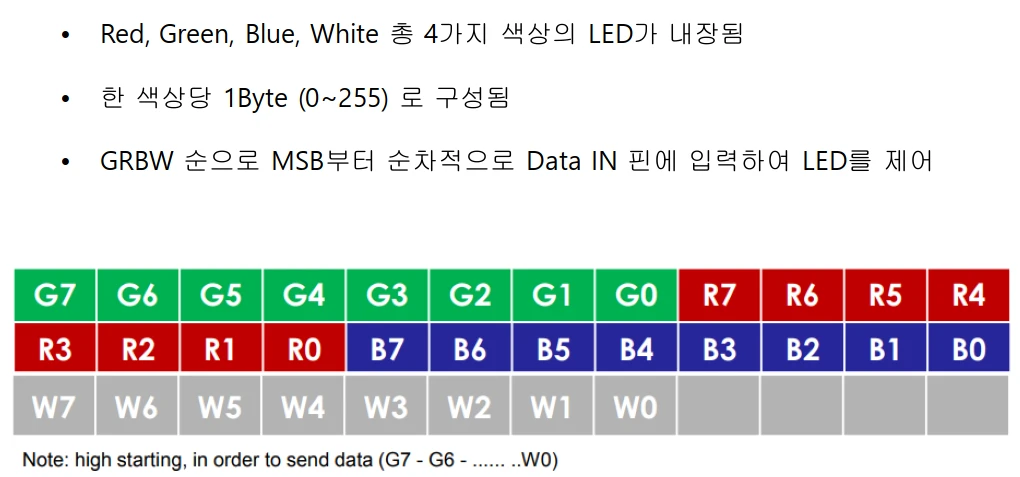 • Red, Green, Blue, White 총 4가지 색상의 LED가 내장됨
• 한 색상당 1Byte (0~255) 로 구성됨
• GRBW 순으로 MSB부터 순차적으로 Data IN 핀에 입력하여 LED를 제어
G7 G6 G5 G4 G3 G2 G1 G0 R7 R6 R5 R4
R3 R2 R1 R0 B7 B6 B5 B4 B3 B2 B1 B0
W7 W6 W5 W4 W3 W2 W1 W0
Note: high starting, in order to send data (G7 - G6 - ...... ..W0)